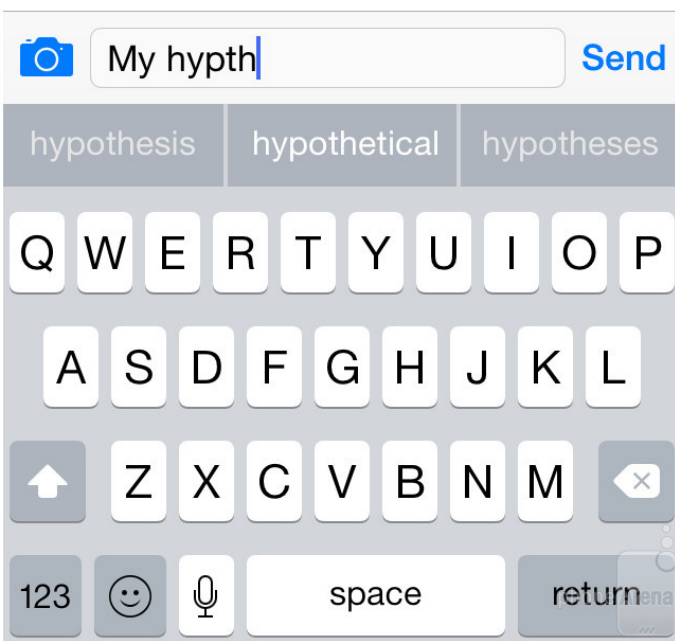 My hypth Send
hypothesis hypothetical hypotheses
Q W E R T Y U I O P
A S D F G H J K L
Z X C V B N M
123 space return